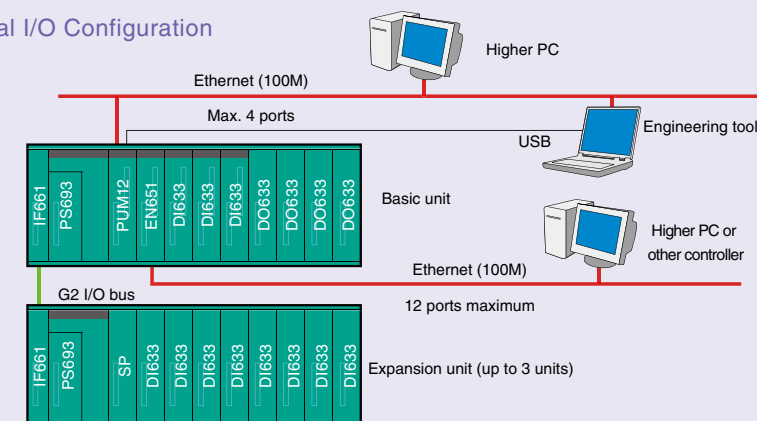 al I/O Configuration
Higher PC
Ethernet (100M)
Max. 4 ports
USB
Engineering tool
IF661
PS693
PUM12
EN651
DI633
DI633
DI633
DO633
DO633
DO633
DO633
Basic unit
Higher PC or
other controller
Ethernet (100M)
G2 I/O bus
12 ports maximum
IF661
PS693
SP
DI633
DI633
DI633
DI633
DI633
DI633
DI633
DI633
Expansion unit (up to 3 units)